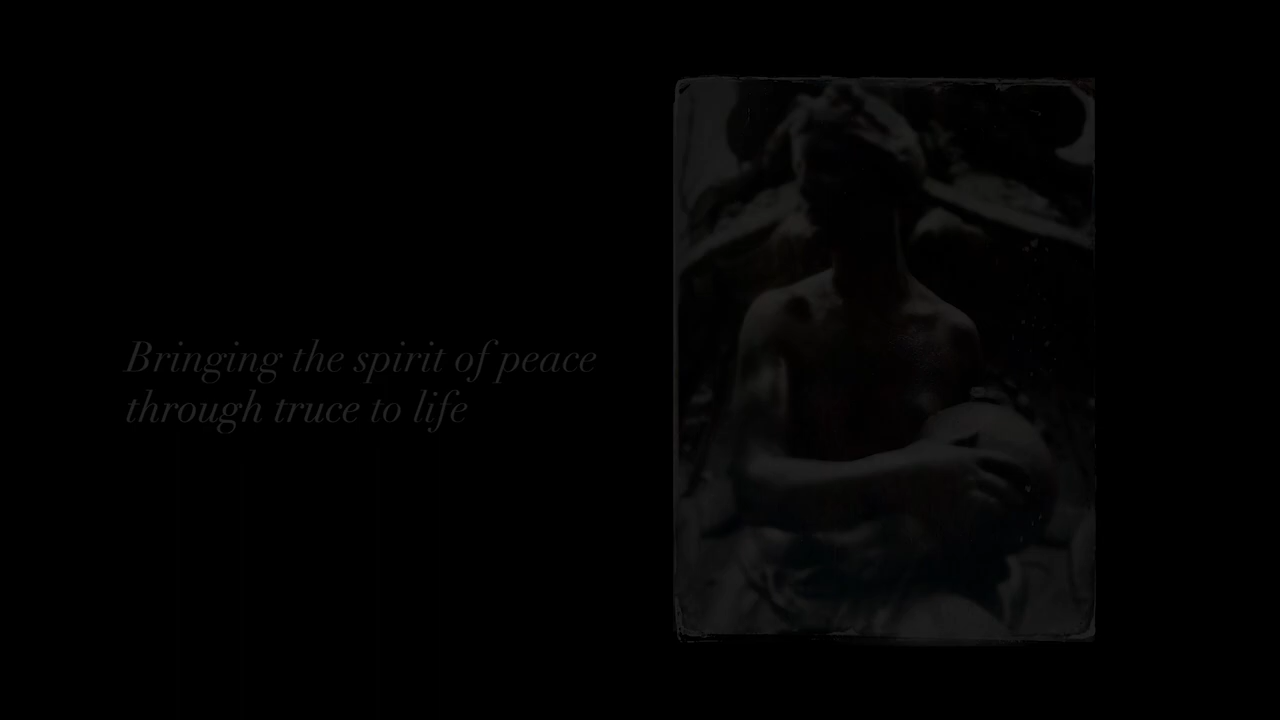 Bringing the spirit of peace
through truce to life